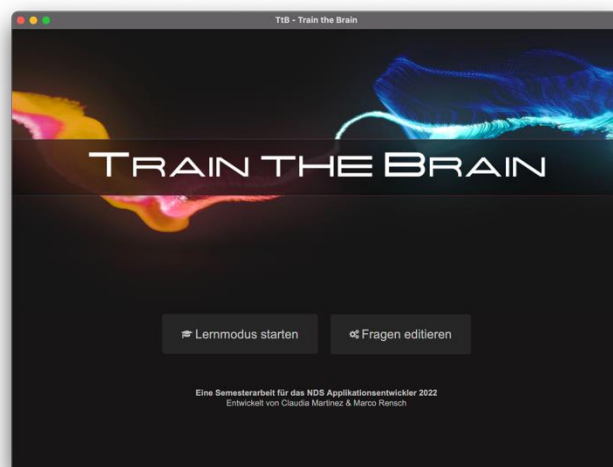 TtB - Train the Brain
TRAIN THE BRAIN
Lernmodus starten
Fragen editieren
Eine Semesterarbeit für das NDS Applikationsentwickler 2022
Entwickelt von Claudia Martinez & Marco Rensch